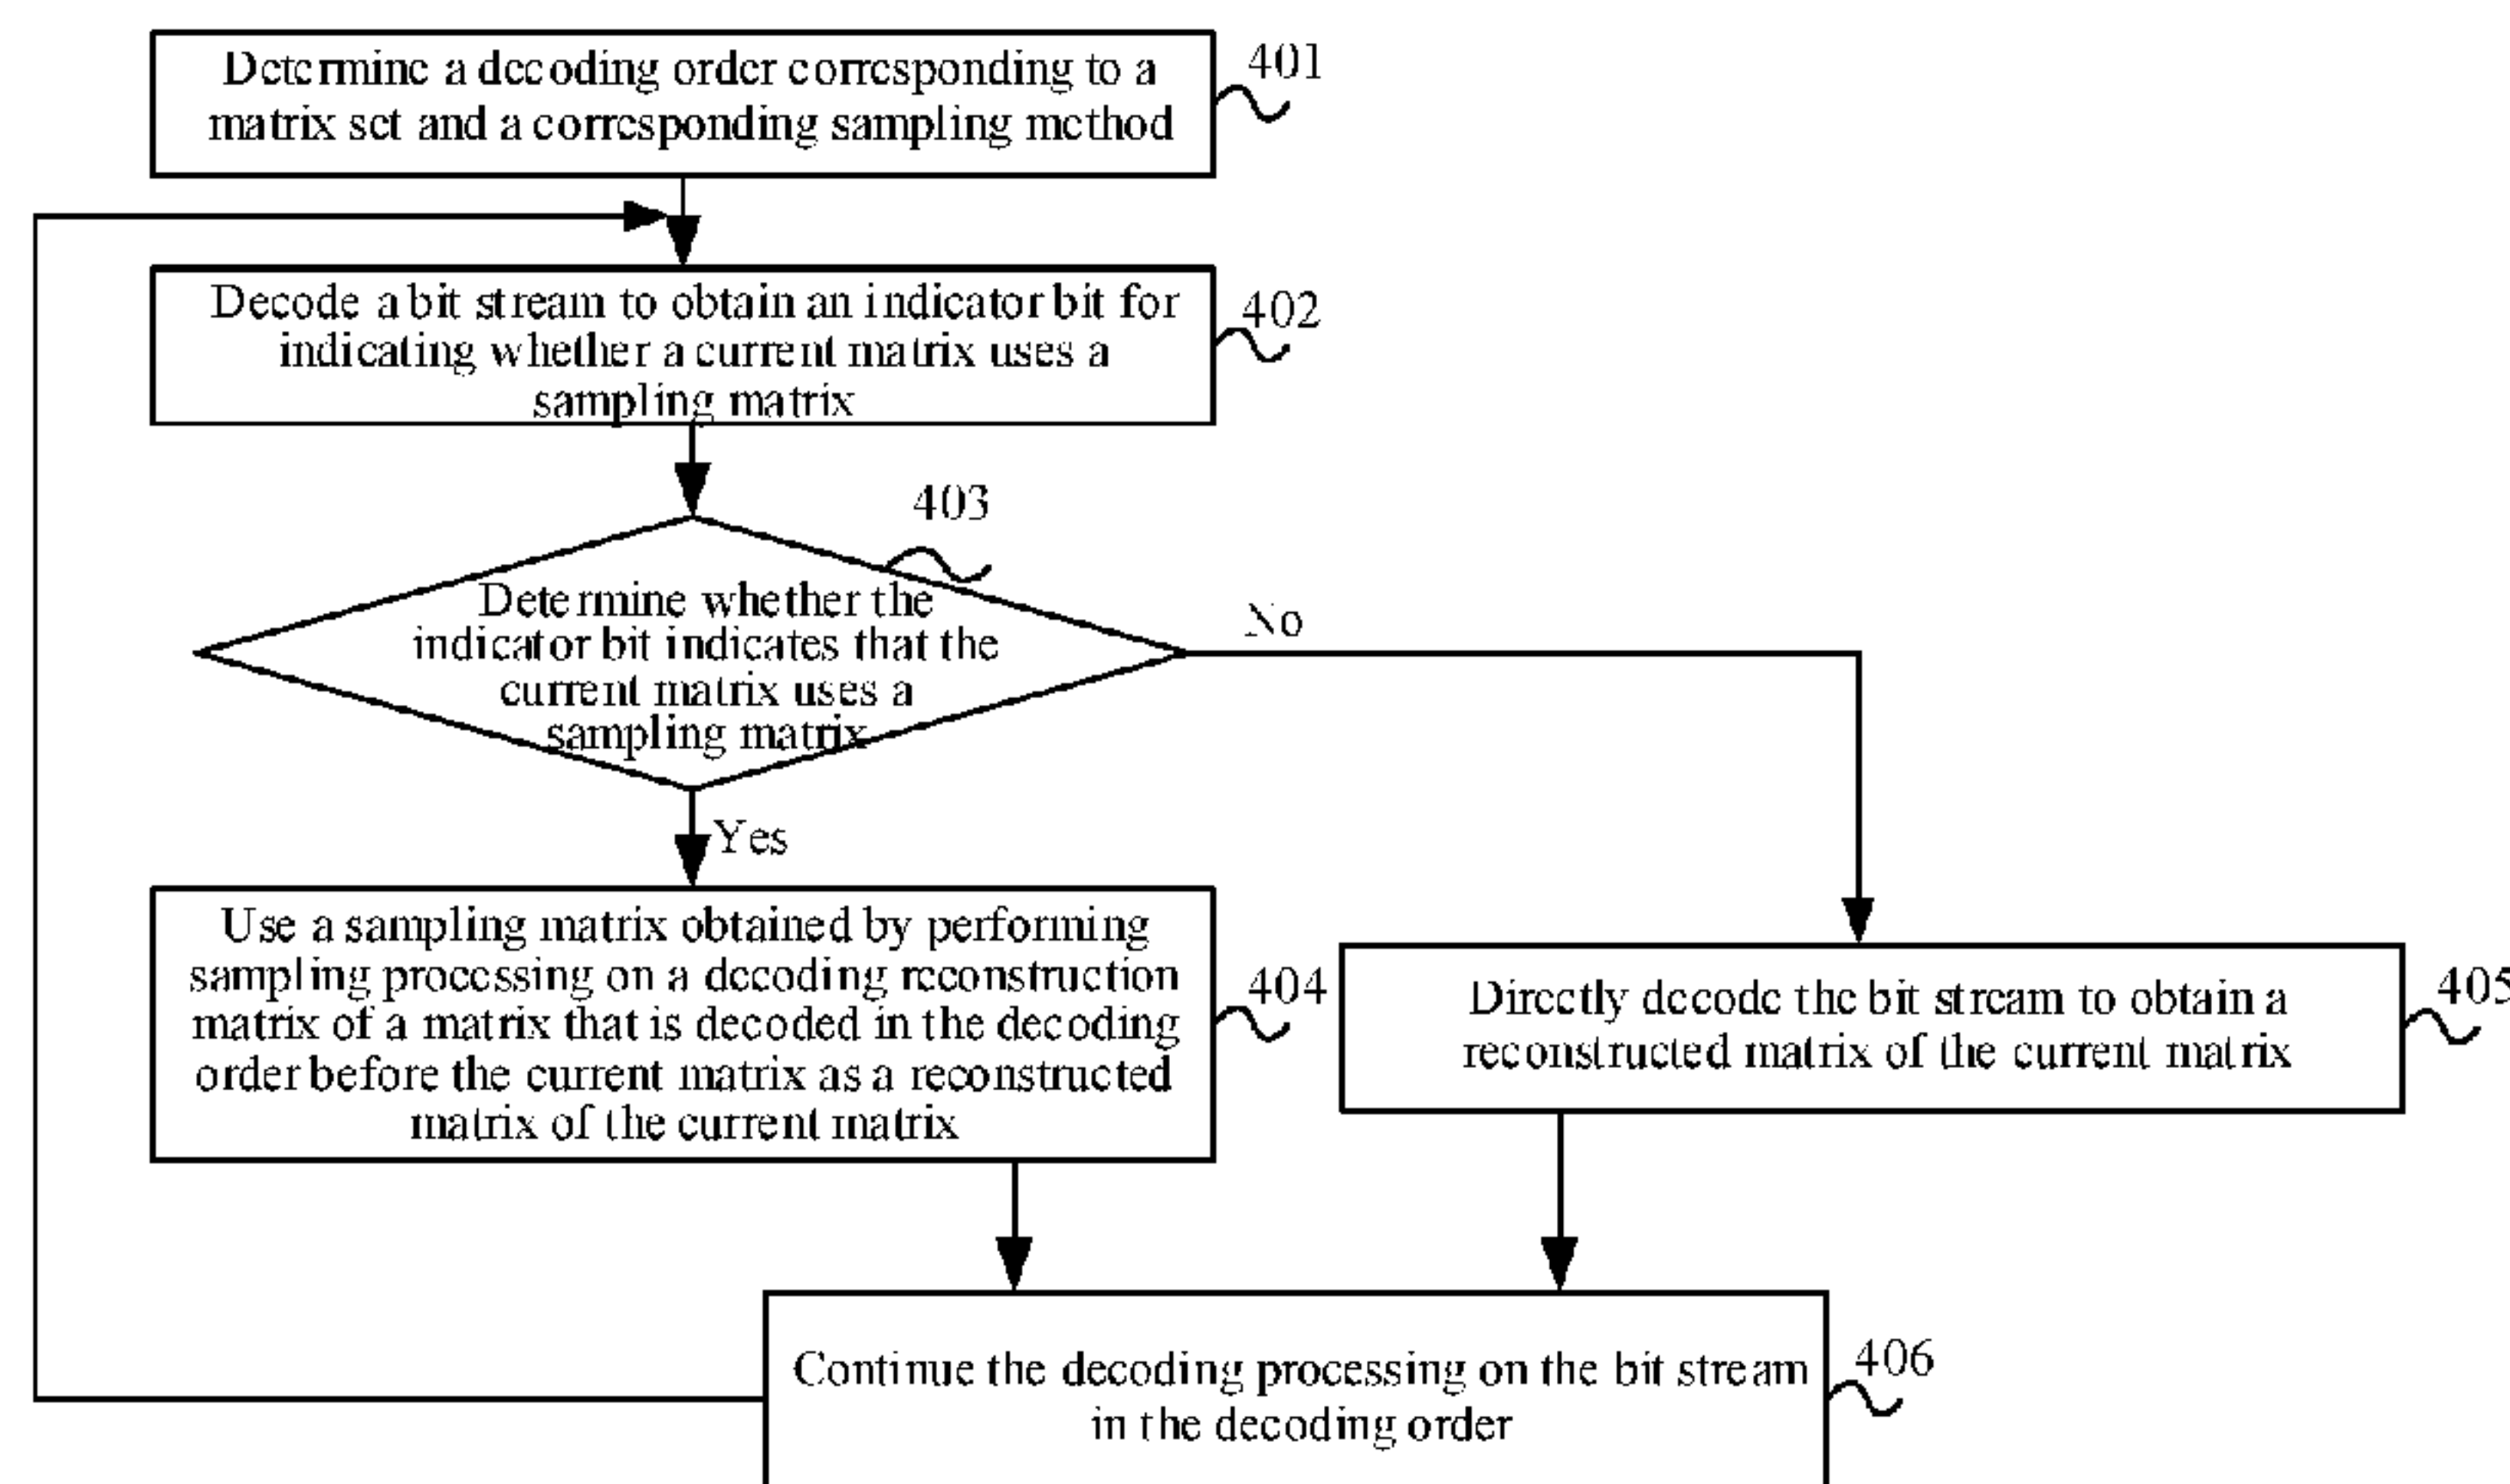 Determine a decoding order corresponding to a
matrix set and a corresponding sampling method
401
Decode a bit stream to obtain an indicator bit for
indicating whether a current matrix uses a
sampling matrix
402
403
Determine whether the
indicator bit indicates that the
current matrix uses a
sampling matrix
No
Yes
Use a sampling matrix obtained by performing
sampling processing on a decoding reconstruction
matrix of a matrix that is decoded in the decoding
order before the current matrix as a reconstructed
matrix of the current matrix
404
Directly decode the bit stream to obtain a
reconstructed matrix of the current matrix
405
Continue the decoding processing on the bit stream
in the decoding order
406